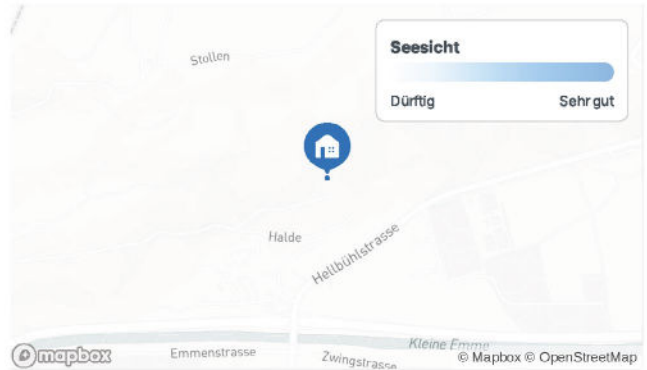 Seesicht
Dürftig
Sehr gut
Stollen
Halde
Hellbühlstrasse
Kleine Emme
Emmenstrasse
Zwingstrasse
mapbox
© Mapbox © OpenStreetMap